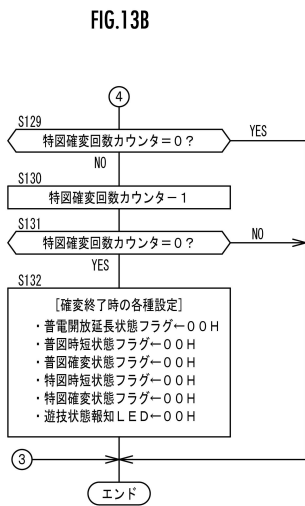 FIG.13B
④
S129
特図確変回数カウンタ=0?
YES
NO
S130
特図確変回数カウンタ-1
S131
特図確変回数カウンタ=0?
NO
YES
S132
[確変終了時の各種設定]
・普電開放延長状態フラグ←00H
・普図時短状態フラグ←00H
・普図確変状態フラグ←00H
・特図時短状態フラグ←00H
・特図確変状態フラグ←00H
・遊技状態報知LED←00H
③
エンド